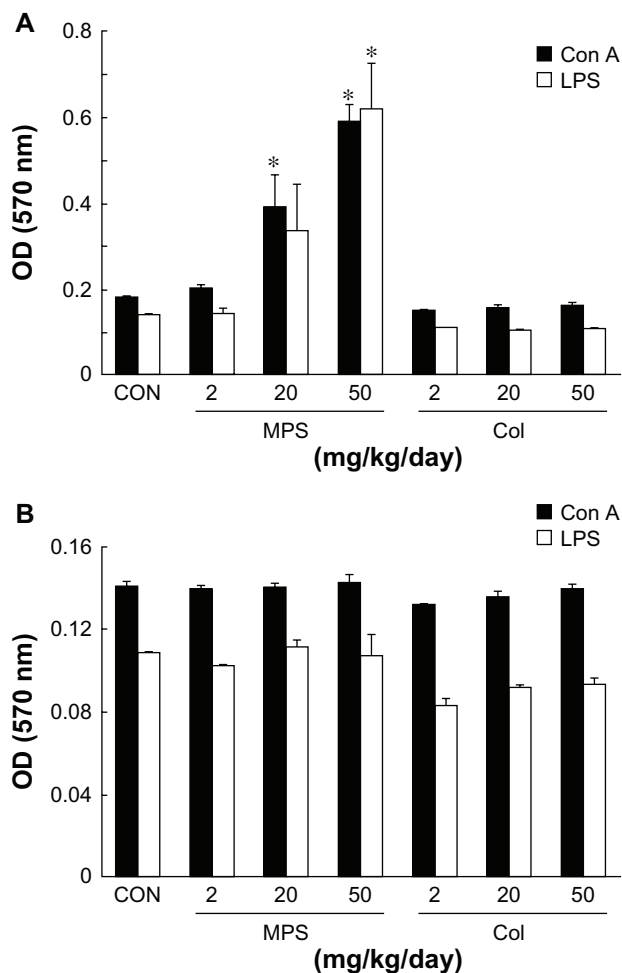 A
0.8
Con A
LPS
0.6
0.4
0.2
0
OD (570 nm)
*
*
*
CON 2 20 50 2 20 50
MPS Col
(mg/kg/day)
B
0.16
Con A
LPS
0.12
0.08
0.04
0
OD (570 nm)
CON 2 20 50 2 20 50
MPS Col
(mg/kg/day)